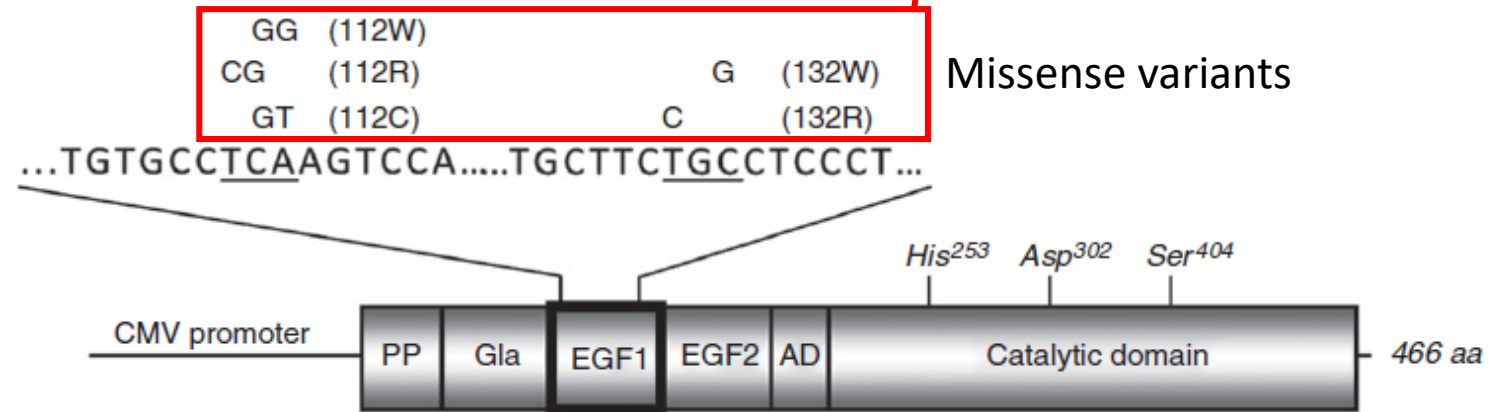 GG (112W)
CG (112R) G (132W) Missense variants
GT (112C) C (132R)
...TGTGCCTCAAGTCCA.....TGCTTCTGCCTCCCT...
His253 Asp302 Ser404
CMV promoter PP Gla EGF1 EGF2 AD Catalytic domain 466 aa